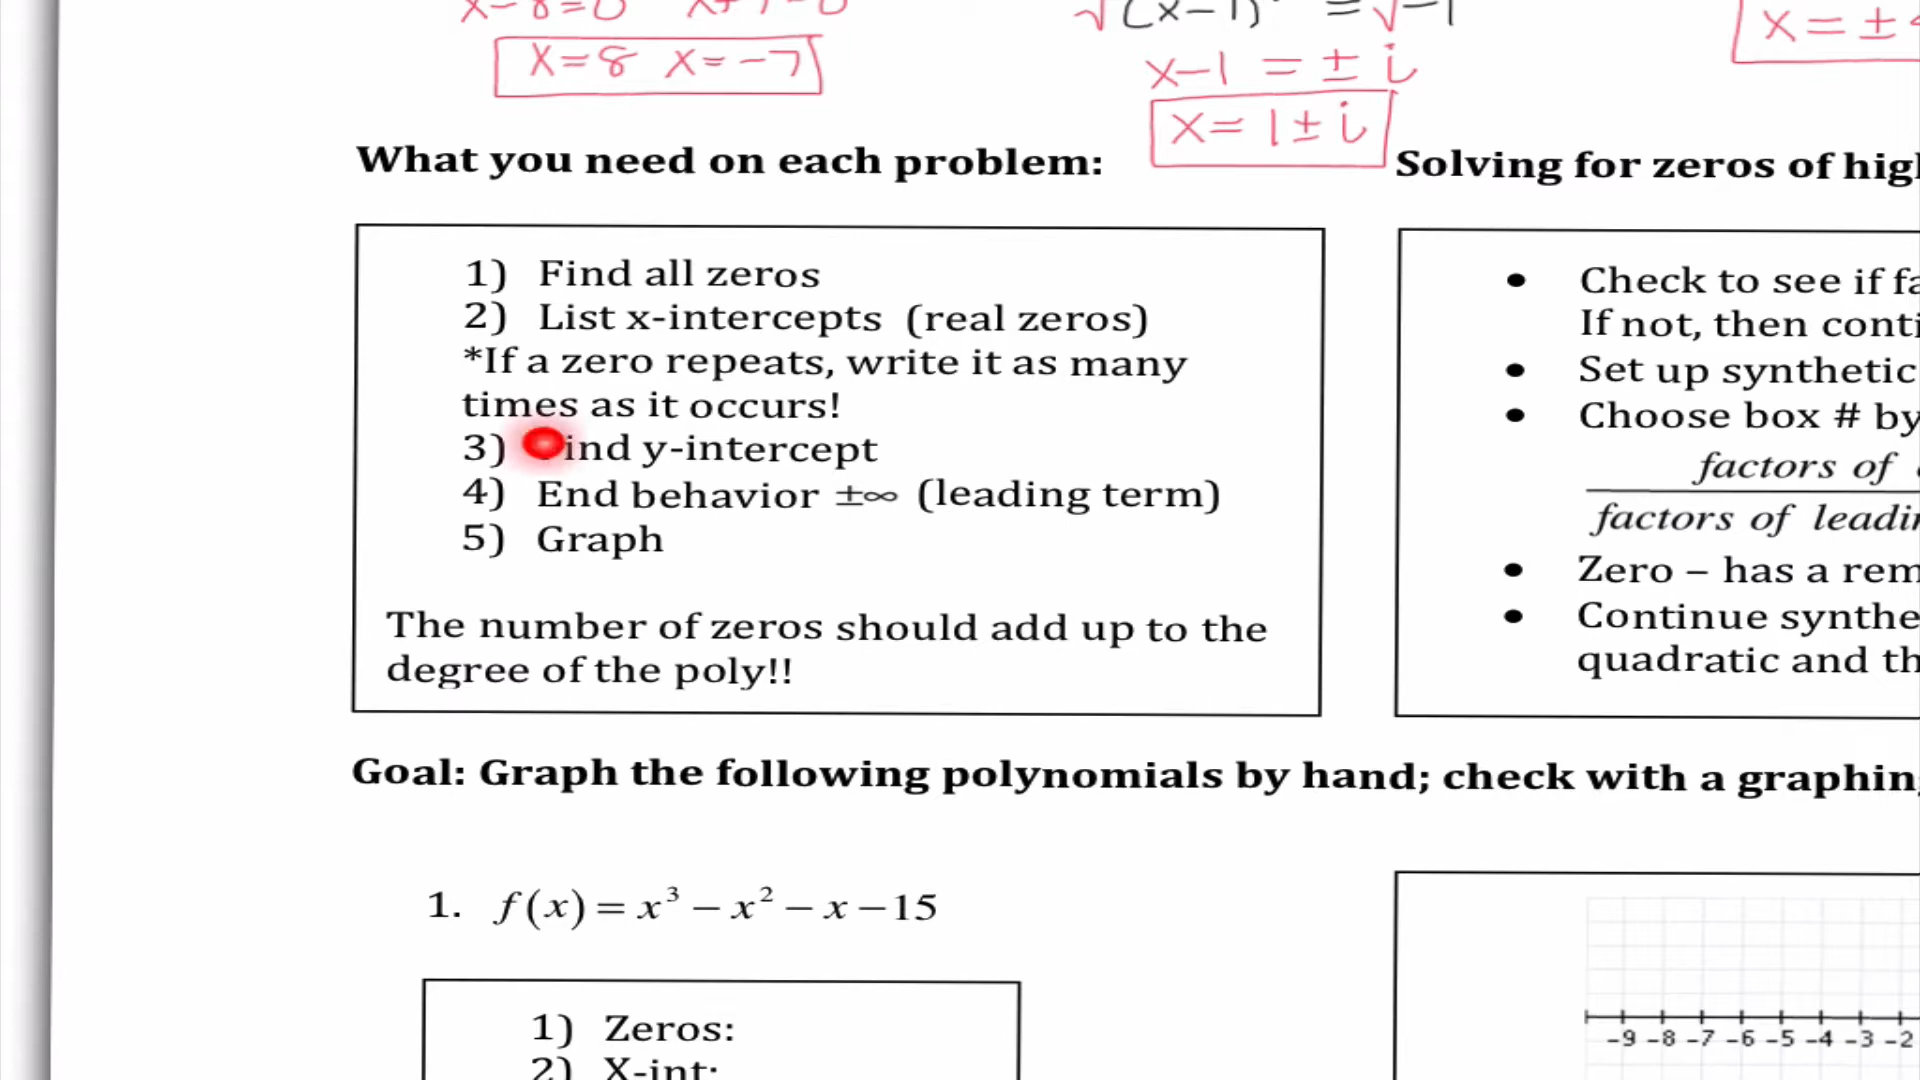 x-8=0
√(x-1) = √-1
x=8 x=-7
x-1 = ± i
x = ±
x= 1± i
What you need on each problem:
Solving for zeros of hig
1) Find all zeros
2) List x-intercepts (real zeros)
*If a zero repeats, write it as many
times as it occurs!
3) ind y-intercept
4) End behavior ±∞ (leading term)
5) Graph
The number of zeros should add up to the
degree of the poly!!
• Check to see if fa
If not, then conti
• Set up synthetic
• Choose box # by
factors of
factors of leadi
• Zero – has a rem
• Continue synthe
quadratic and th
Goal: Graph the following polynomials by hand; check with a graphin
1. f(x) = x³ – x² – x – 15
1) Zeros:
2) X-int:
-9 -8 -7 -6 -5 -4 -3 -2